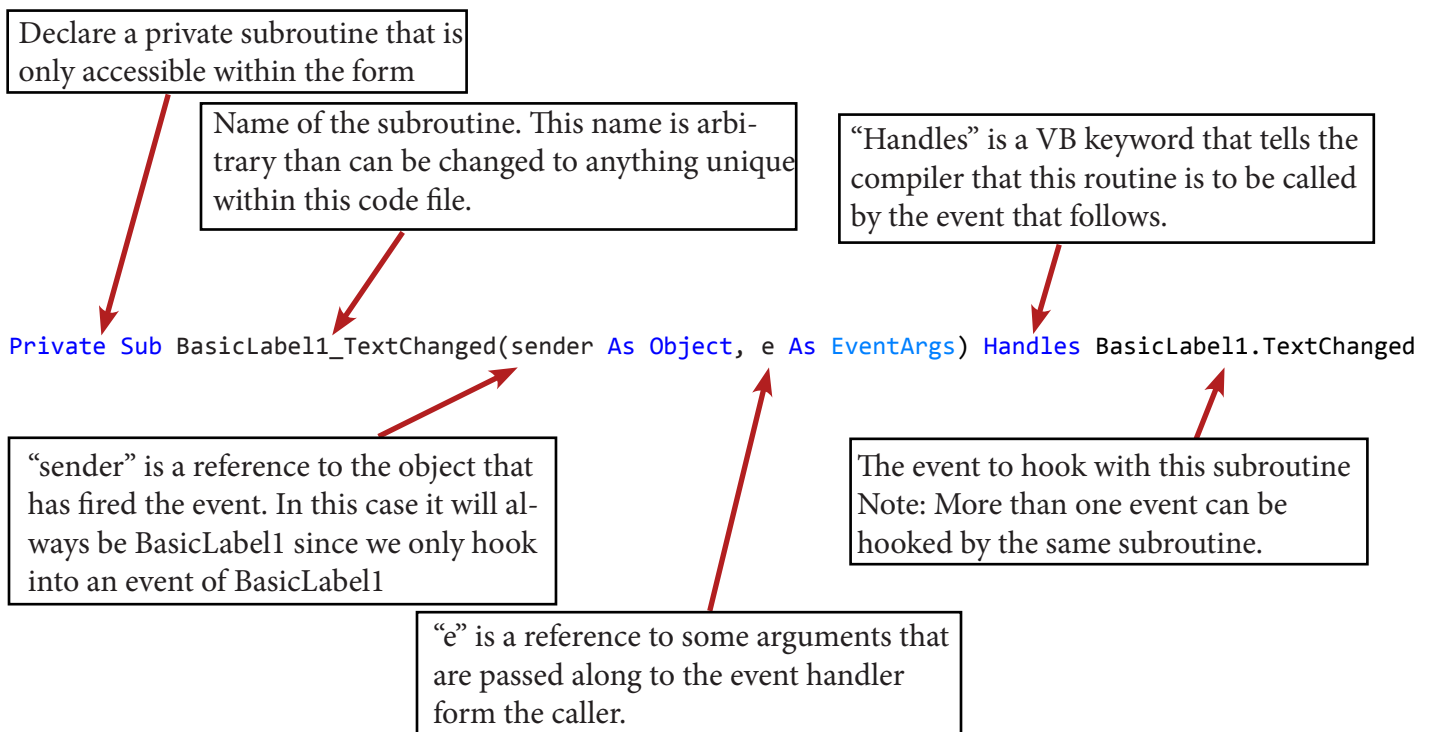 Declare a private subroutine that is
only accessible within the form
Name of the subroutine. This name is arbi-
trary than can be changed to anything unique
within this code file.
“Handles” is a VB keyword that tells the
compiler that this routine is to be called
by the event that follows.
Private Sub BasicLabel1_TextChanged(sender As Object, e As EventArgs) Handles BasicLabel1.TextChanged
“sender” is a reference to the object that
has fired the event. In this case it will al-
ways be BasicLabel1 since we only hook
into an event of BasicLabel1
The event to hook with this subroutine
Note: More than one event can be
hooked by the same subroutine.
“e” is a reference to some arguments that
are passed along to the event handler
form the caller.